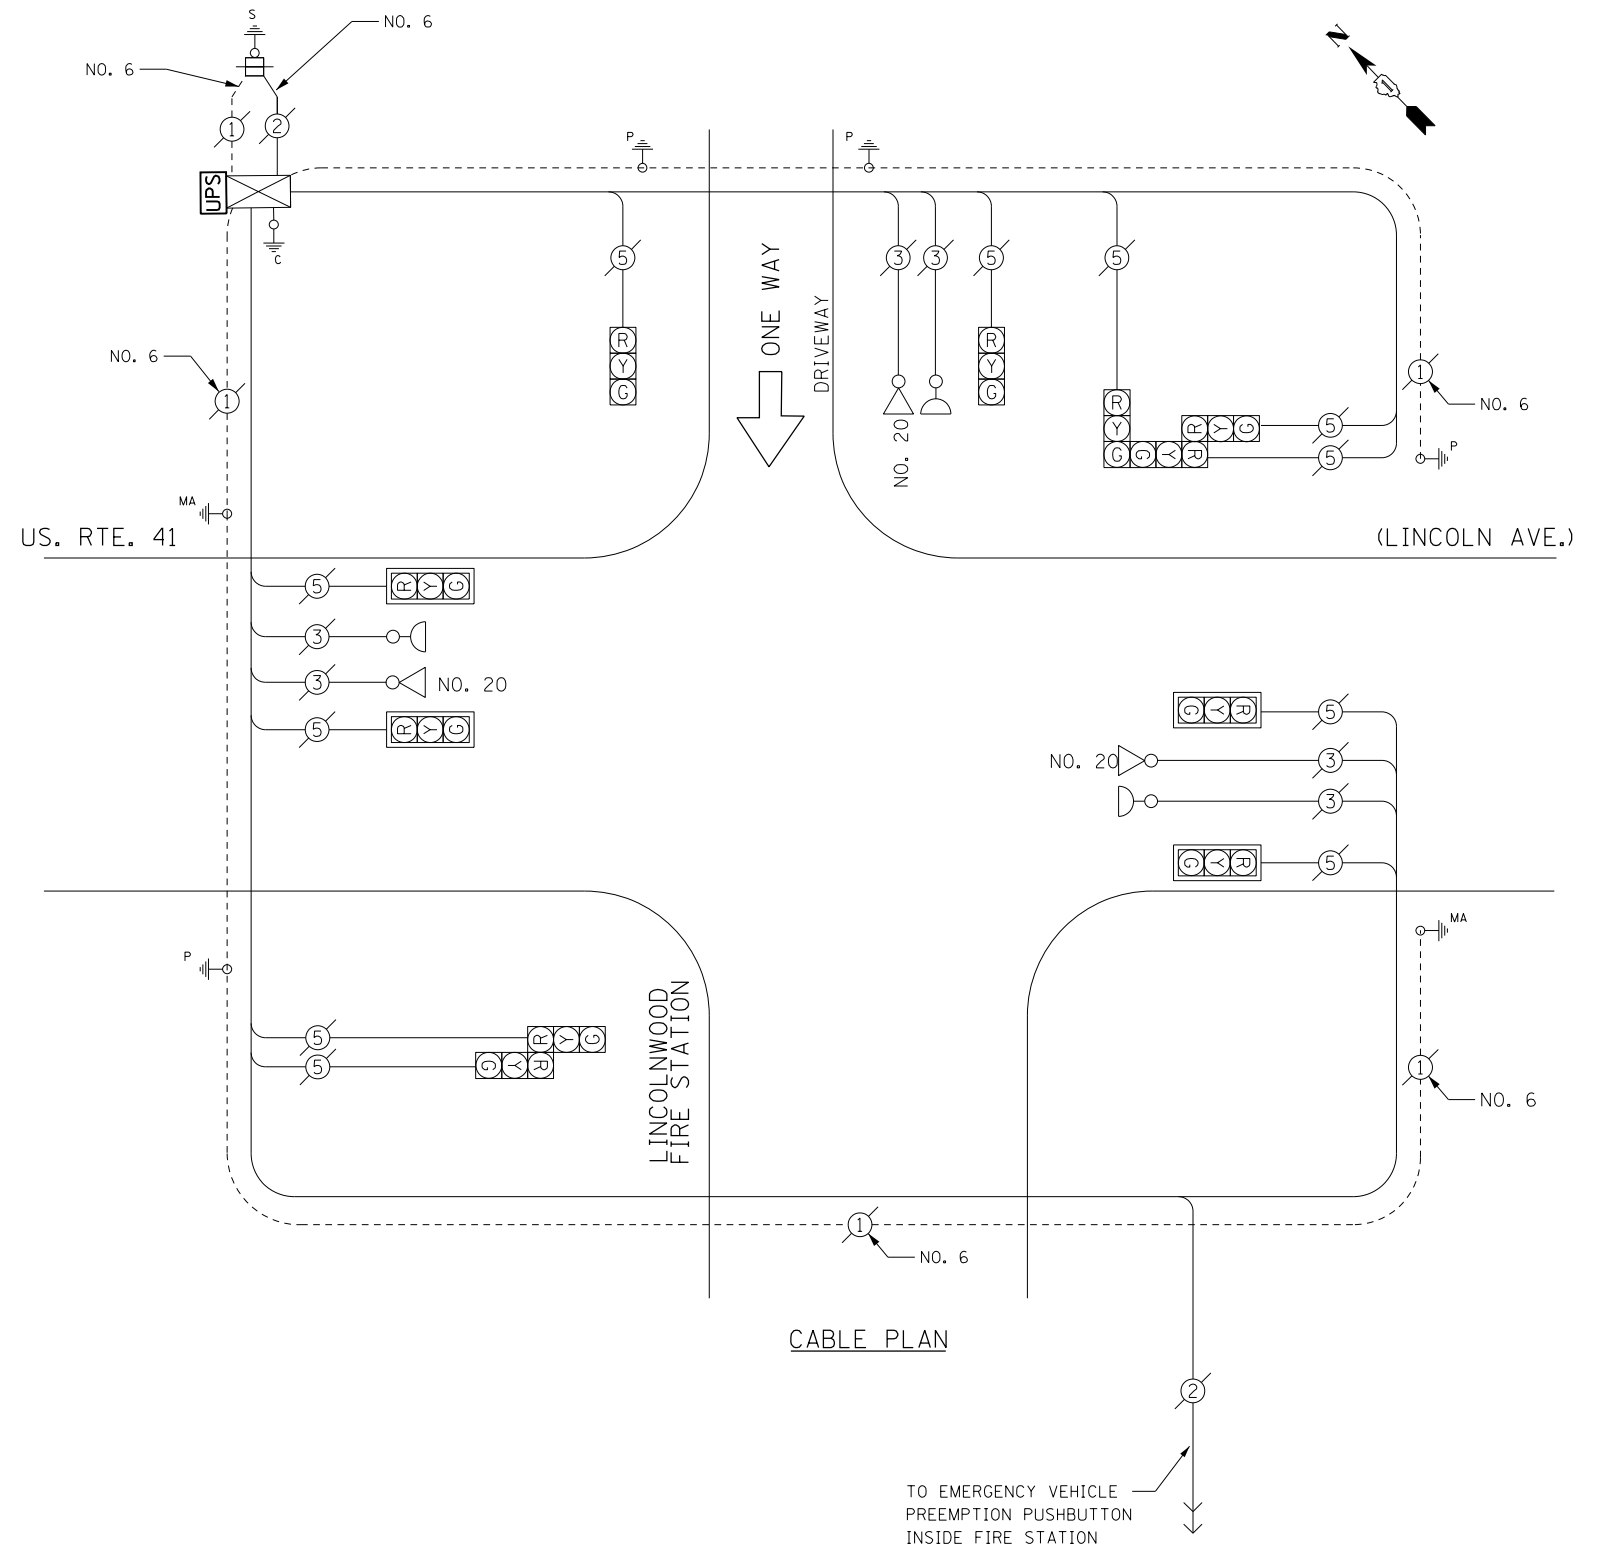 S
NO. 6
N
NO. 6
1
2
P
P
UPS
C
5
3
3
5
5
ONE WAY
DRIVEWAY
R
Y
G
R
Y
G
NO. 6
1
1
NO. 6
R
Y
G
R Y G
5
G Y R
5
NO. 20
P
MA
US. RTE. 41
(LINCOLN AVE.)
5
R Y G
3
3
NO. 20
5
R Y G
G Y R
5
NO. 20
3
3
G Y R
5
MA
P
LINCOLNWOOD
FIRE STATION
5
R Y G
5
G Y R
1
NO. 6
1
NO. 6
CABLE PLAN
2
TO EMERGENCY VEHICLE
PREEMPTION PUSHBUTTON
INSIDE FIRE STATION